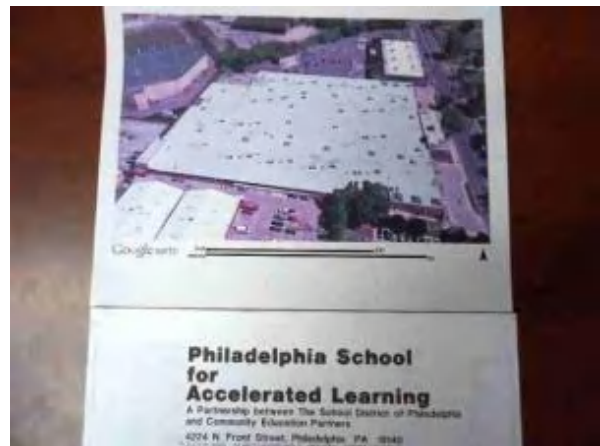 Google earth
Philadelphia School
for
Accelerated Learning
A Partnership between The School District of Philadelphia
and Community Education Partners
4224 N. Front Street, Philadelphia PA 19140